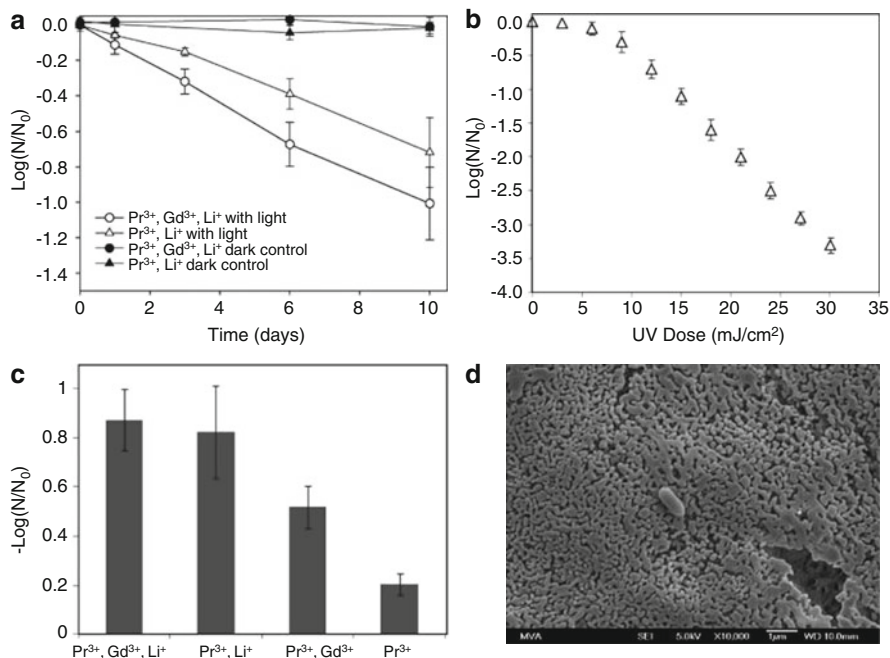 a
0.0
-0.2
-0.4
-0.6
-0.8
-1.0
-1.2
-1.4
Log(N/N₀)
Pr³⁺, Gd³⁺, Li⁺ with light
Pr³⁺, Li⁺ with light
Pr³⁺, Gd³⁺, Li⁺ dark control
Pr³⁺, Li⁺ dark control
0 2 4 6 8 10
Time (days)
b
0.0
-0.5
-1.0
-1.5
-2.0
-2.5
-3.0
-3.5
-4.0
Log(N/N₀)
0 5 10 15 20 25 30 35
UV Dose (mJ/cm²)
c
1
0.8
0.6
0.4
0.2
0
-Log(N/N₀)
Pr³⁺, Gd³⁺, Li⁺ Pr³⁺, Li⁺ Pr³⁺, Gd³⁺ Pr³⁺
d
MVA SEI 5.0kV X10,000 1µm WD 10.0mm